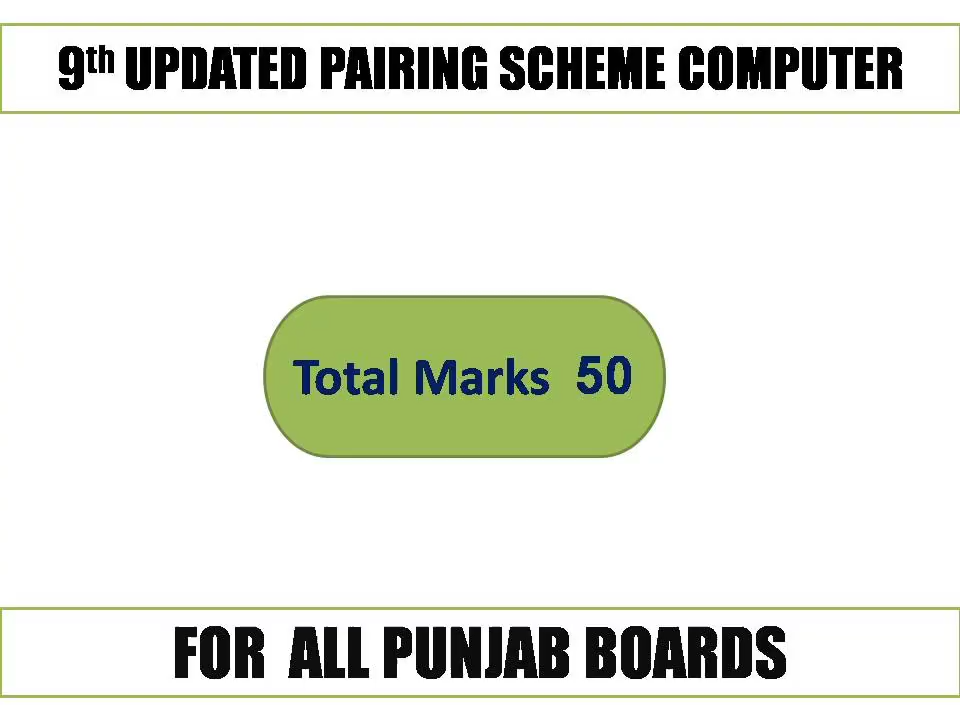 9th UPDATED PAIRING SCHEME COMPUTER
Total Marks 50
FOR ALL PUNJAB BOARDS